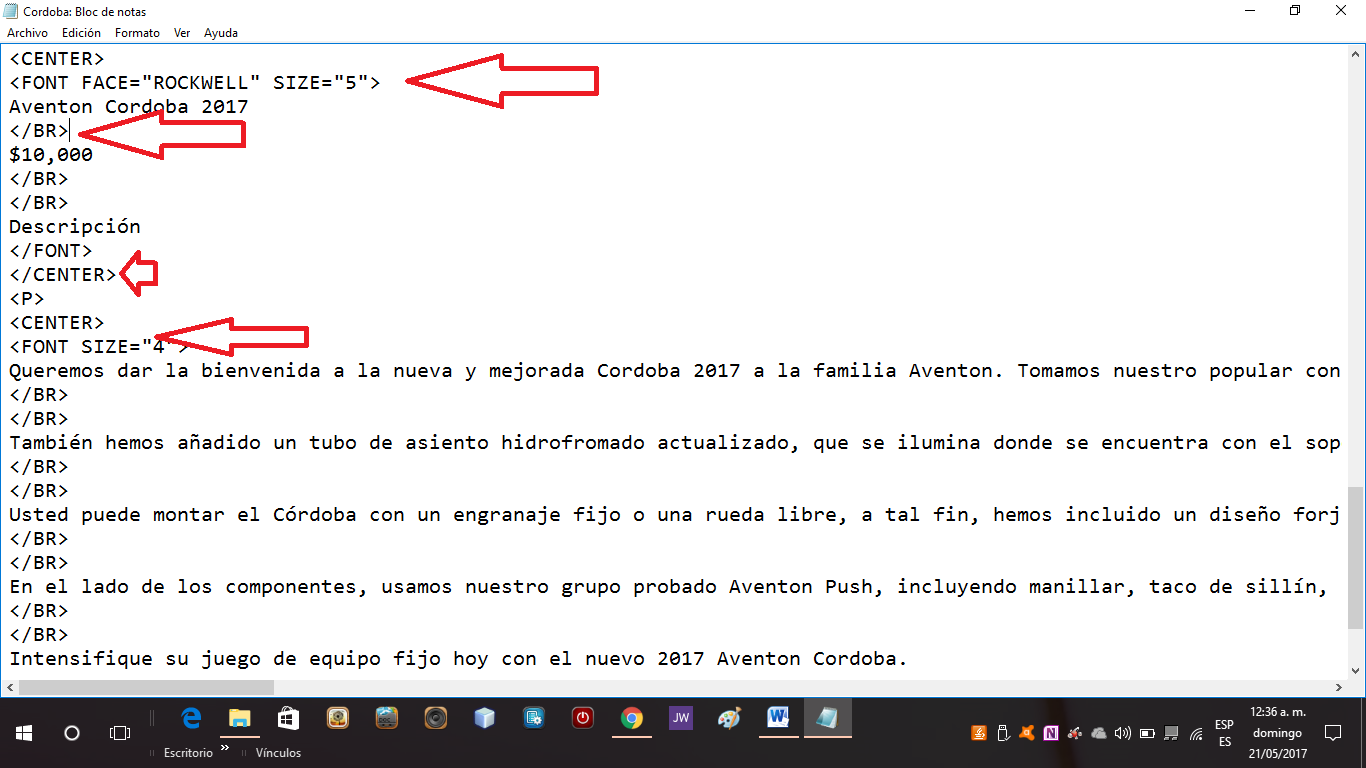 Cordoba: Bloc de notas
Archivo Edición Formato Ver Ayuda
<CENTER>
<FONT FACE="ROCKWELL" SIZE="5">
Aventon Cordoba 2017
</BR>
$10,000
</BR>
</BR>
Descripción
</FONT>
</CENTER>
<P>
<CENTER>
<FONT SIZE="4">
Queremos dar la bienvenida a la nueva y mejorada Cordoba 2017 a la familia Aventon. Tomamos nuestro popular con
</BR>
</BR>
También hemos añadido un tubo de asiento hidrofromado actualizado, que se ilumina donde se encuentra con el sop
</BR>
</BR>
Usted puede montar el Córdoba con un engranaje fijo o una rueda libre, a tal fin, hemos incluido un diseño forj
</BR>
</BR>
En el lado de los componentes, usamos nuestro grupo probado Aventon Push, incluyendo manillar, taco de sillín,
</BR>
</BR>
Intensifique su juego de equipo fijo hoy con el nuevo 2017 Aventon Cordoba.
JW
ESP
ES
12:36 a. m.
domingo
21/05/2017
Escritorio » Vínculos